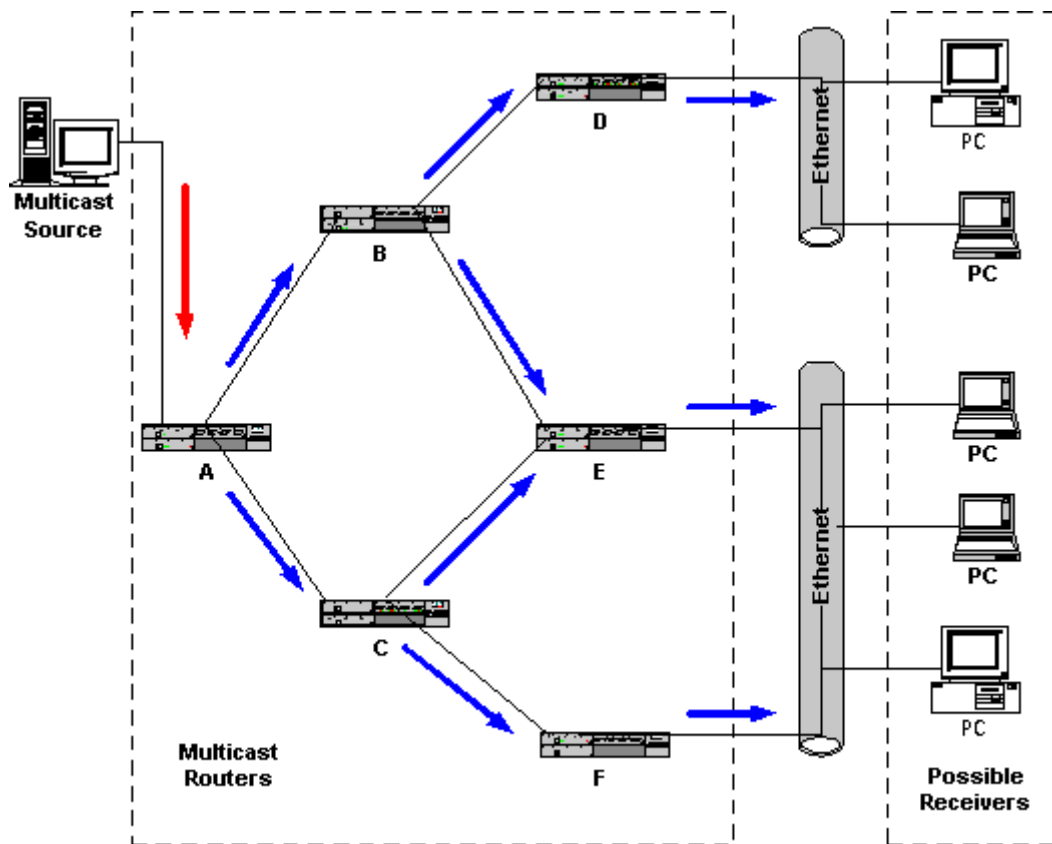 Multicast
Source
A
B
C
D
E
F
Multicast
Routers
Ethernet
Ethernet
PC
PC
PC
PC
PC
Possible
Receivers